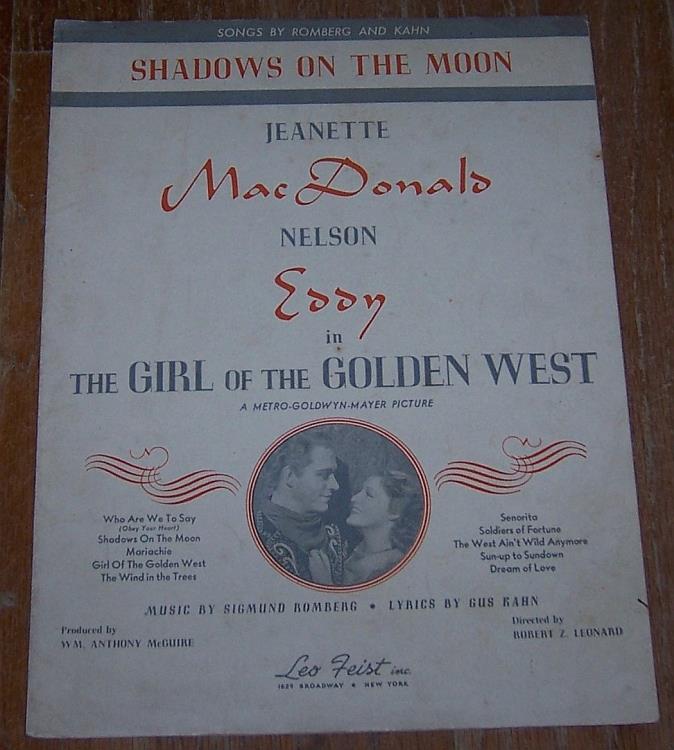 SONGS BY ROMBERG AND KAHN
SHADOWS ON THE MOON
JEANETTE
MacDonald
NELSON
Eddy
in
THE GIRL OF THE GOLDEN WEST
A METRO-GOLDWYN-MAYER PICTURE
Who Are We To Say
(Obey Your Heart)
Shadows On The Moon
Mariachie
Girl Of The Golden West
The Wind in the Trees
Senorita
Soldiers of Fortune
The West Ain't Wild Anymore
Sun-up to Sundown
Dream of Love
MUSIC BY SIGMUND ROMBERG • LYRICS BY GUS KAHN
Produced by
WM. ANTHONY McGUIRE
Directed by
ROBERT Z. LEONARD
Leo Feist inc.
1629 BROADWAY • NEW YORK